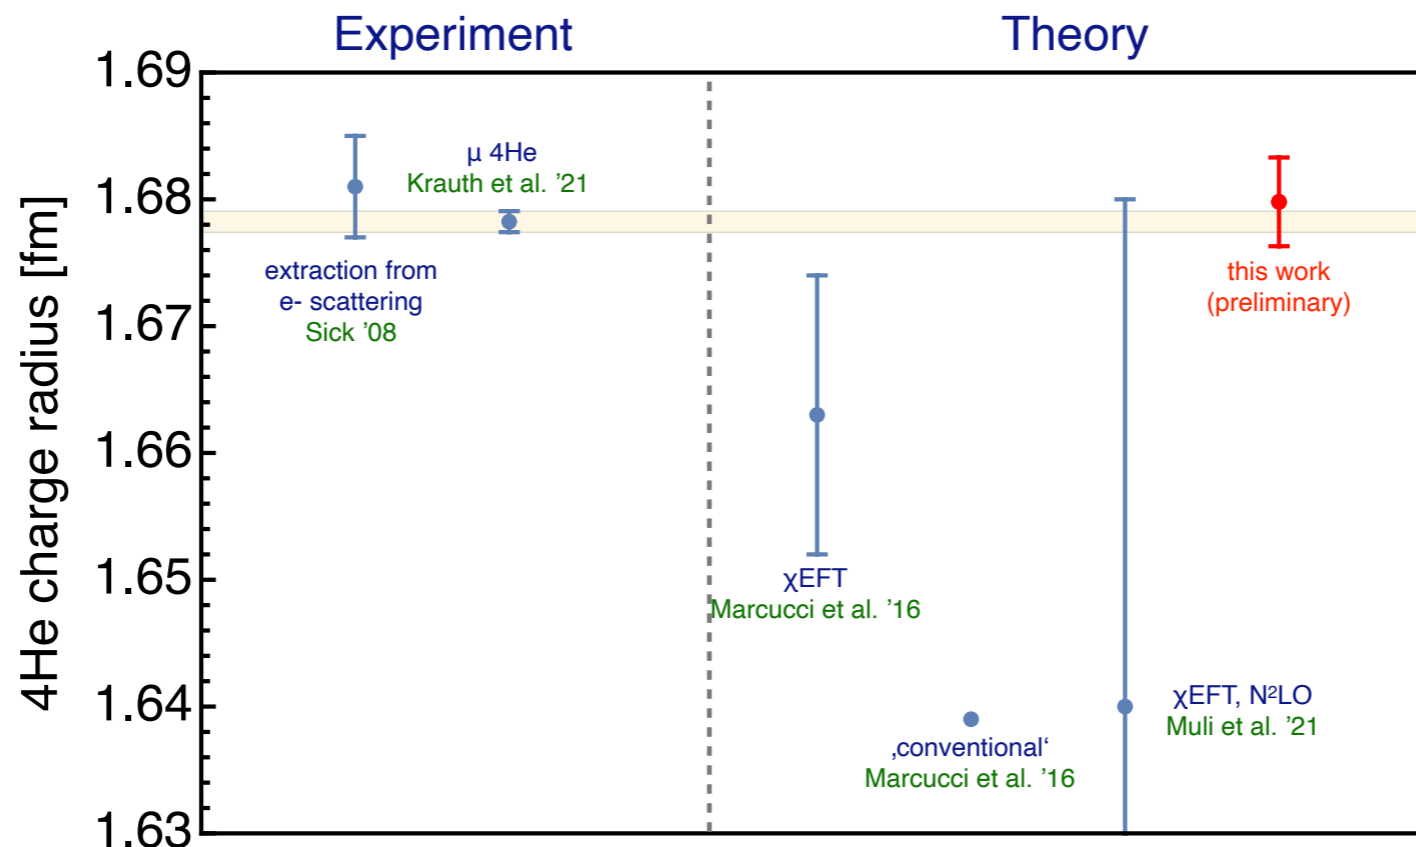 Experiment
Theory
4He charge radius [fm]
1.69
1.68
1.67
1.66
1.65
1.64
1.63
μ 4He
Krauth et al. ’21
extraction from
e- scattering
Sick ’08
this work
(preliminary)
χEFT
Marcucci et al. ’16
‚conventional‘
Marcucci et al. ’16
χEFT, N²LO
Muli et al. ’21